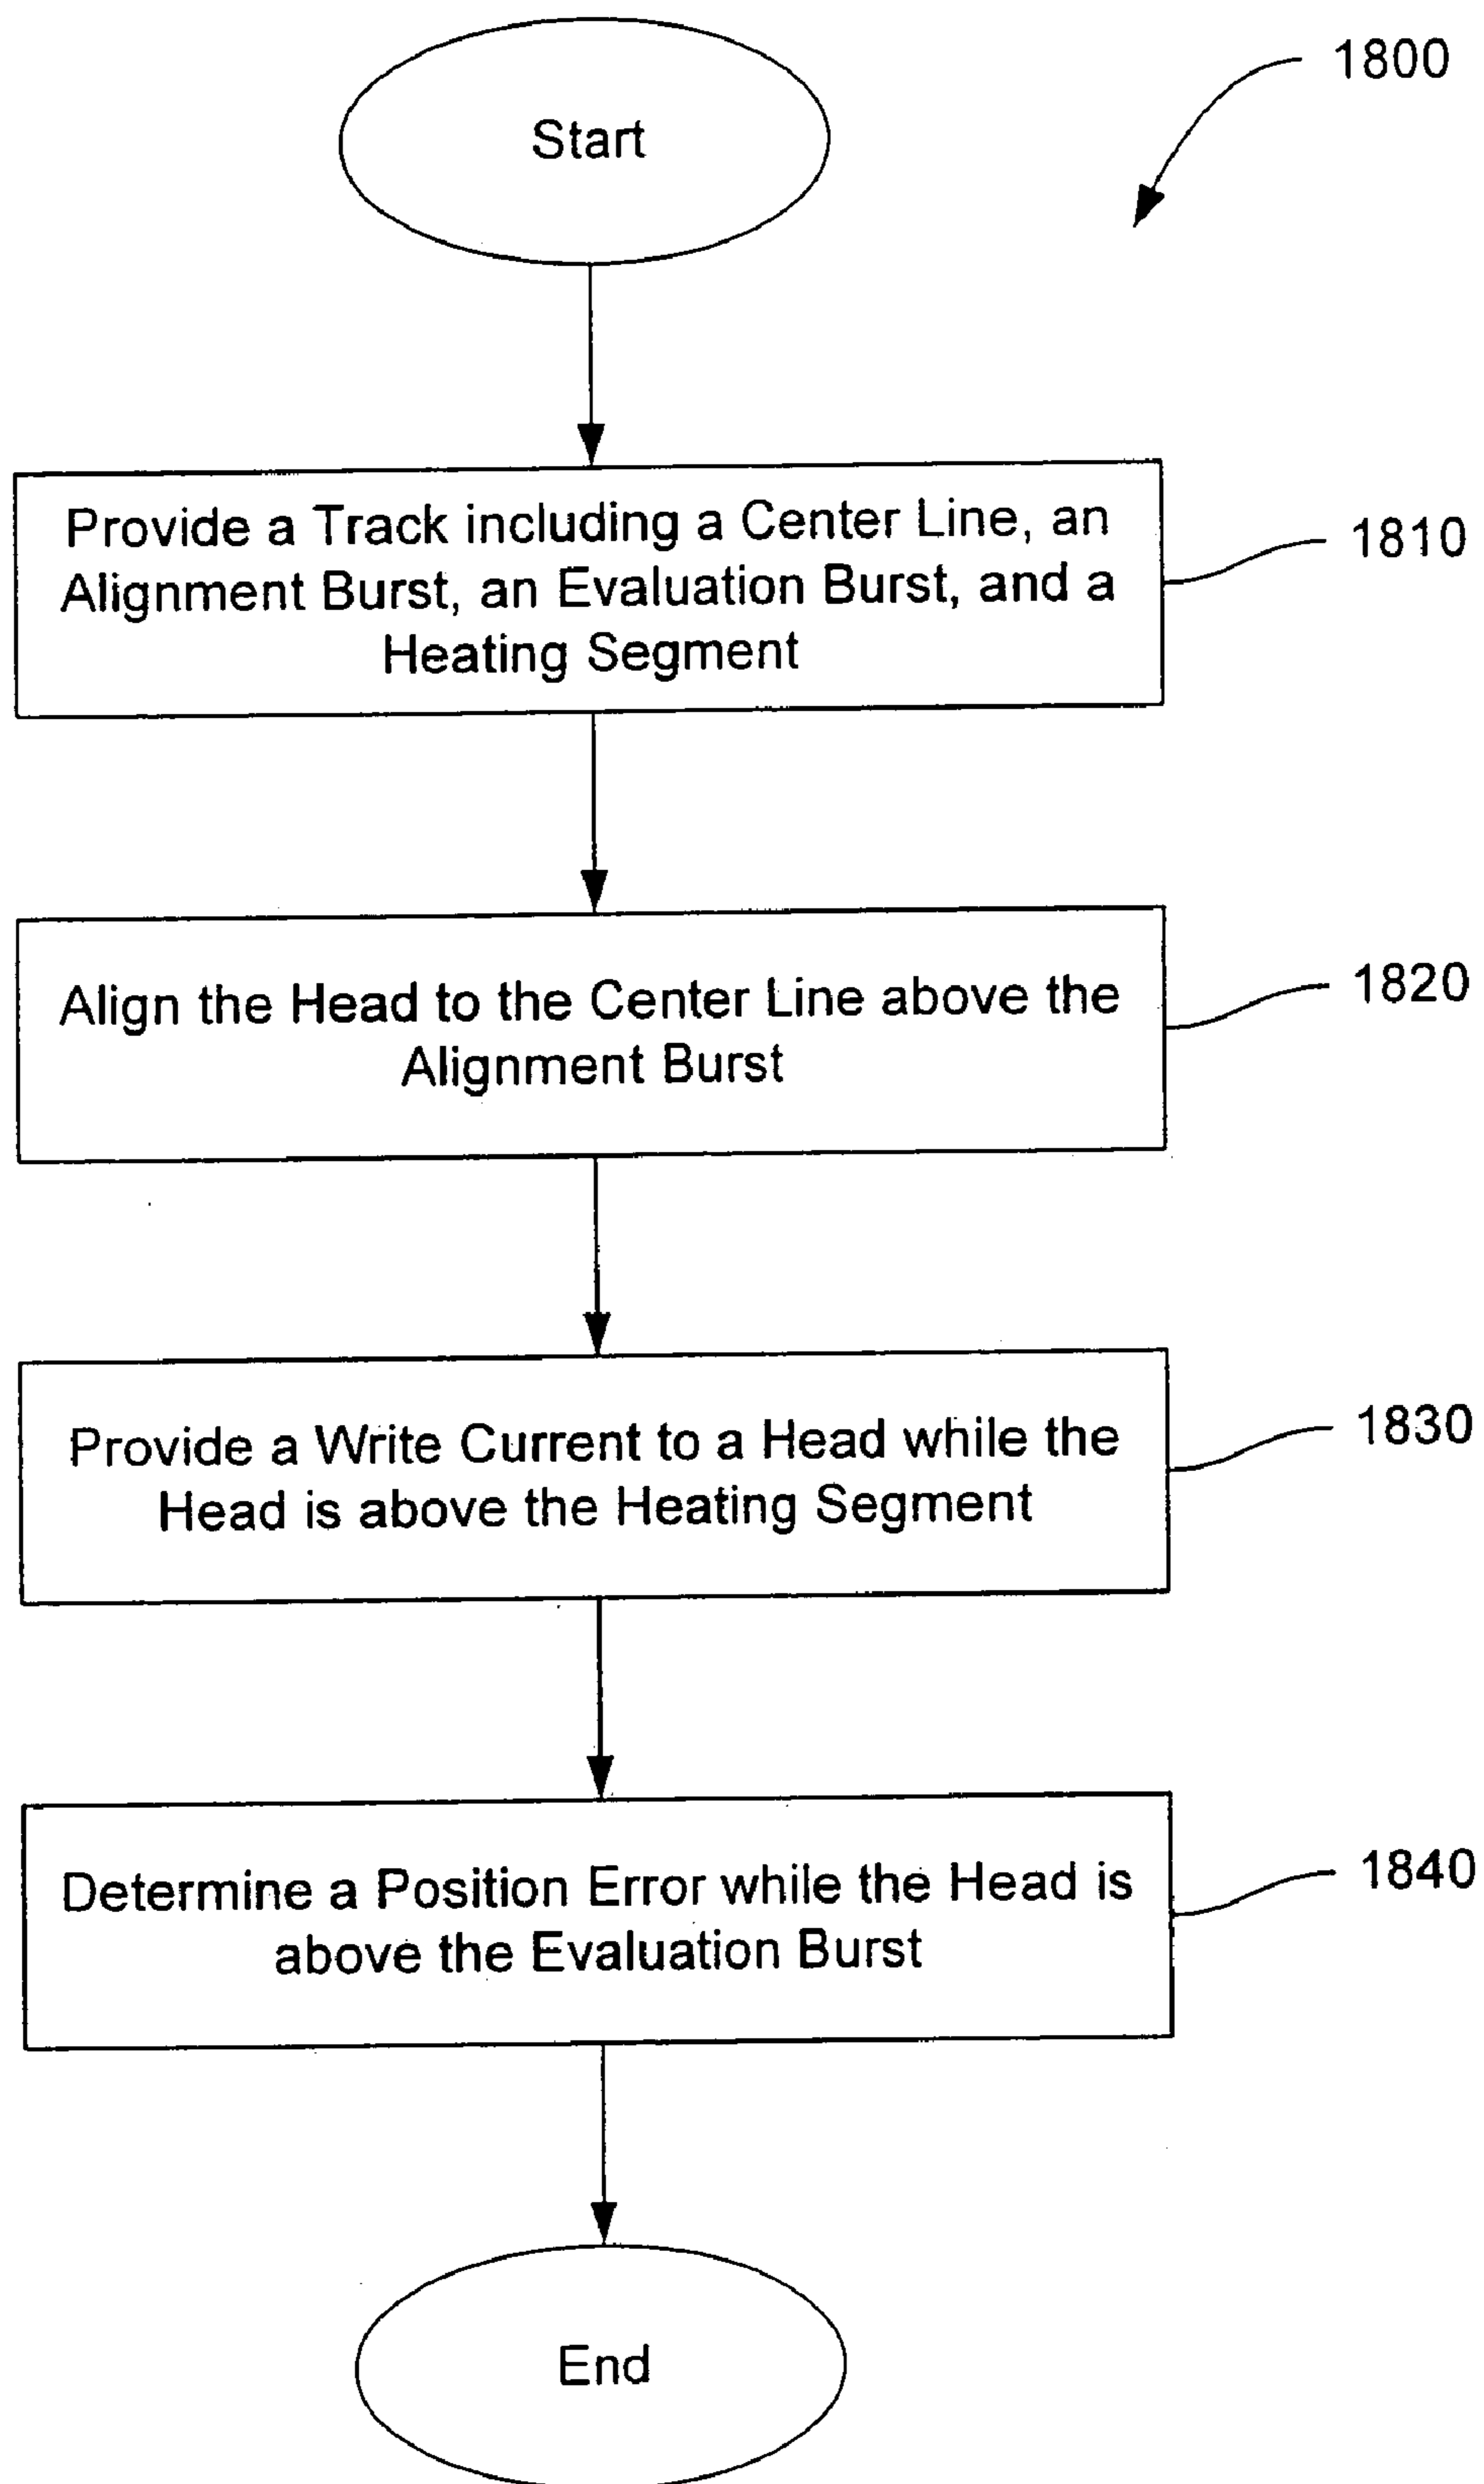 Start
1800
Provide a Track including a Center Line, an
Alignment Burst, an Evaluation Burst, and a
Heating Segment
1810
Align the Head to the Center Line above the
Alignment Burst
1820
Provide a Write Current to a Head while the
Head is above the Heating Segment
1830
Determine a Position Error while the Head is
above the Evaluation Burst
1840
End